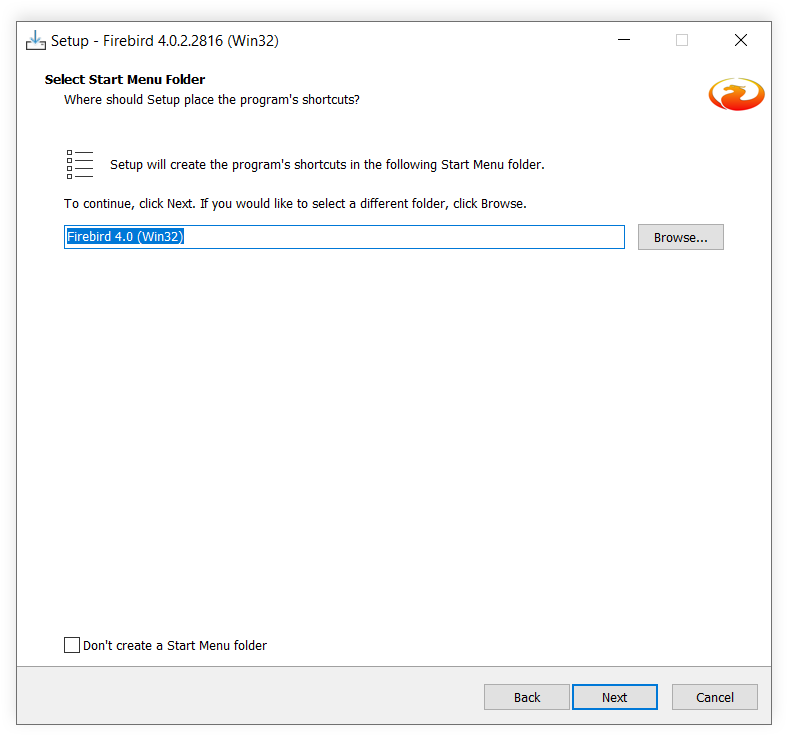 Setup - Firebird 4.0.2.2816 (Win32)
Select Start Menu Folder
Where should Setup place the program's shortcuts?
Setup will create the program's shortcuts in the following Start Menu folder.
To continue, click Next. If you would like to select a different folder, click Browse.
Firebird 4.0 (Win32)
Browse...
Don't create a Start Menu folder
Back
Next
Cancel